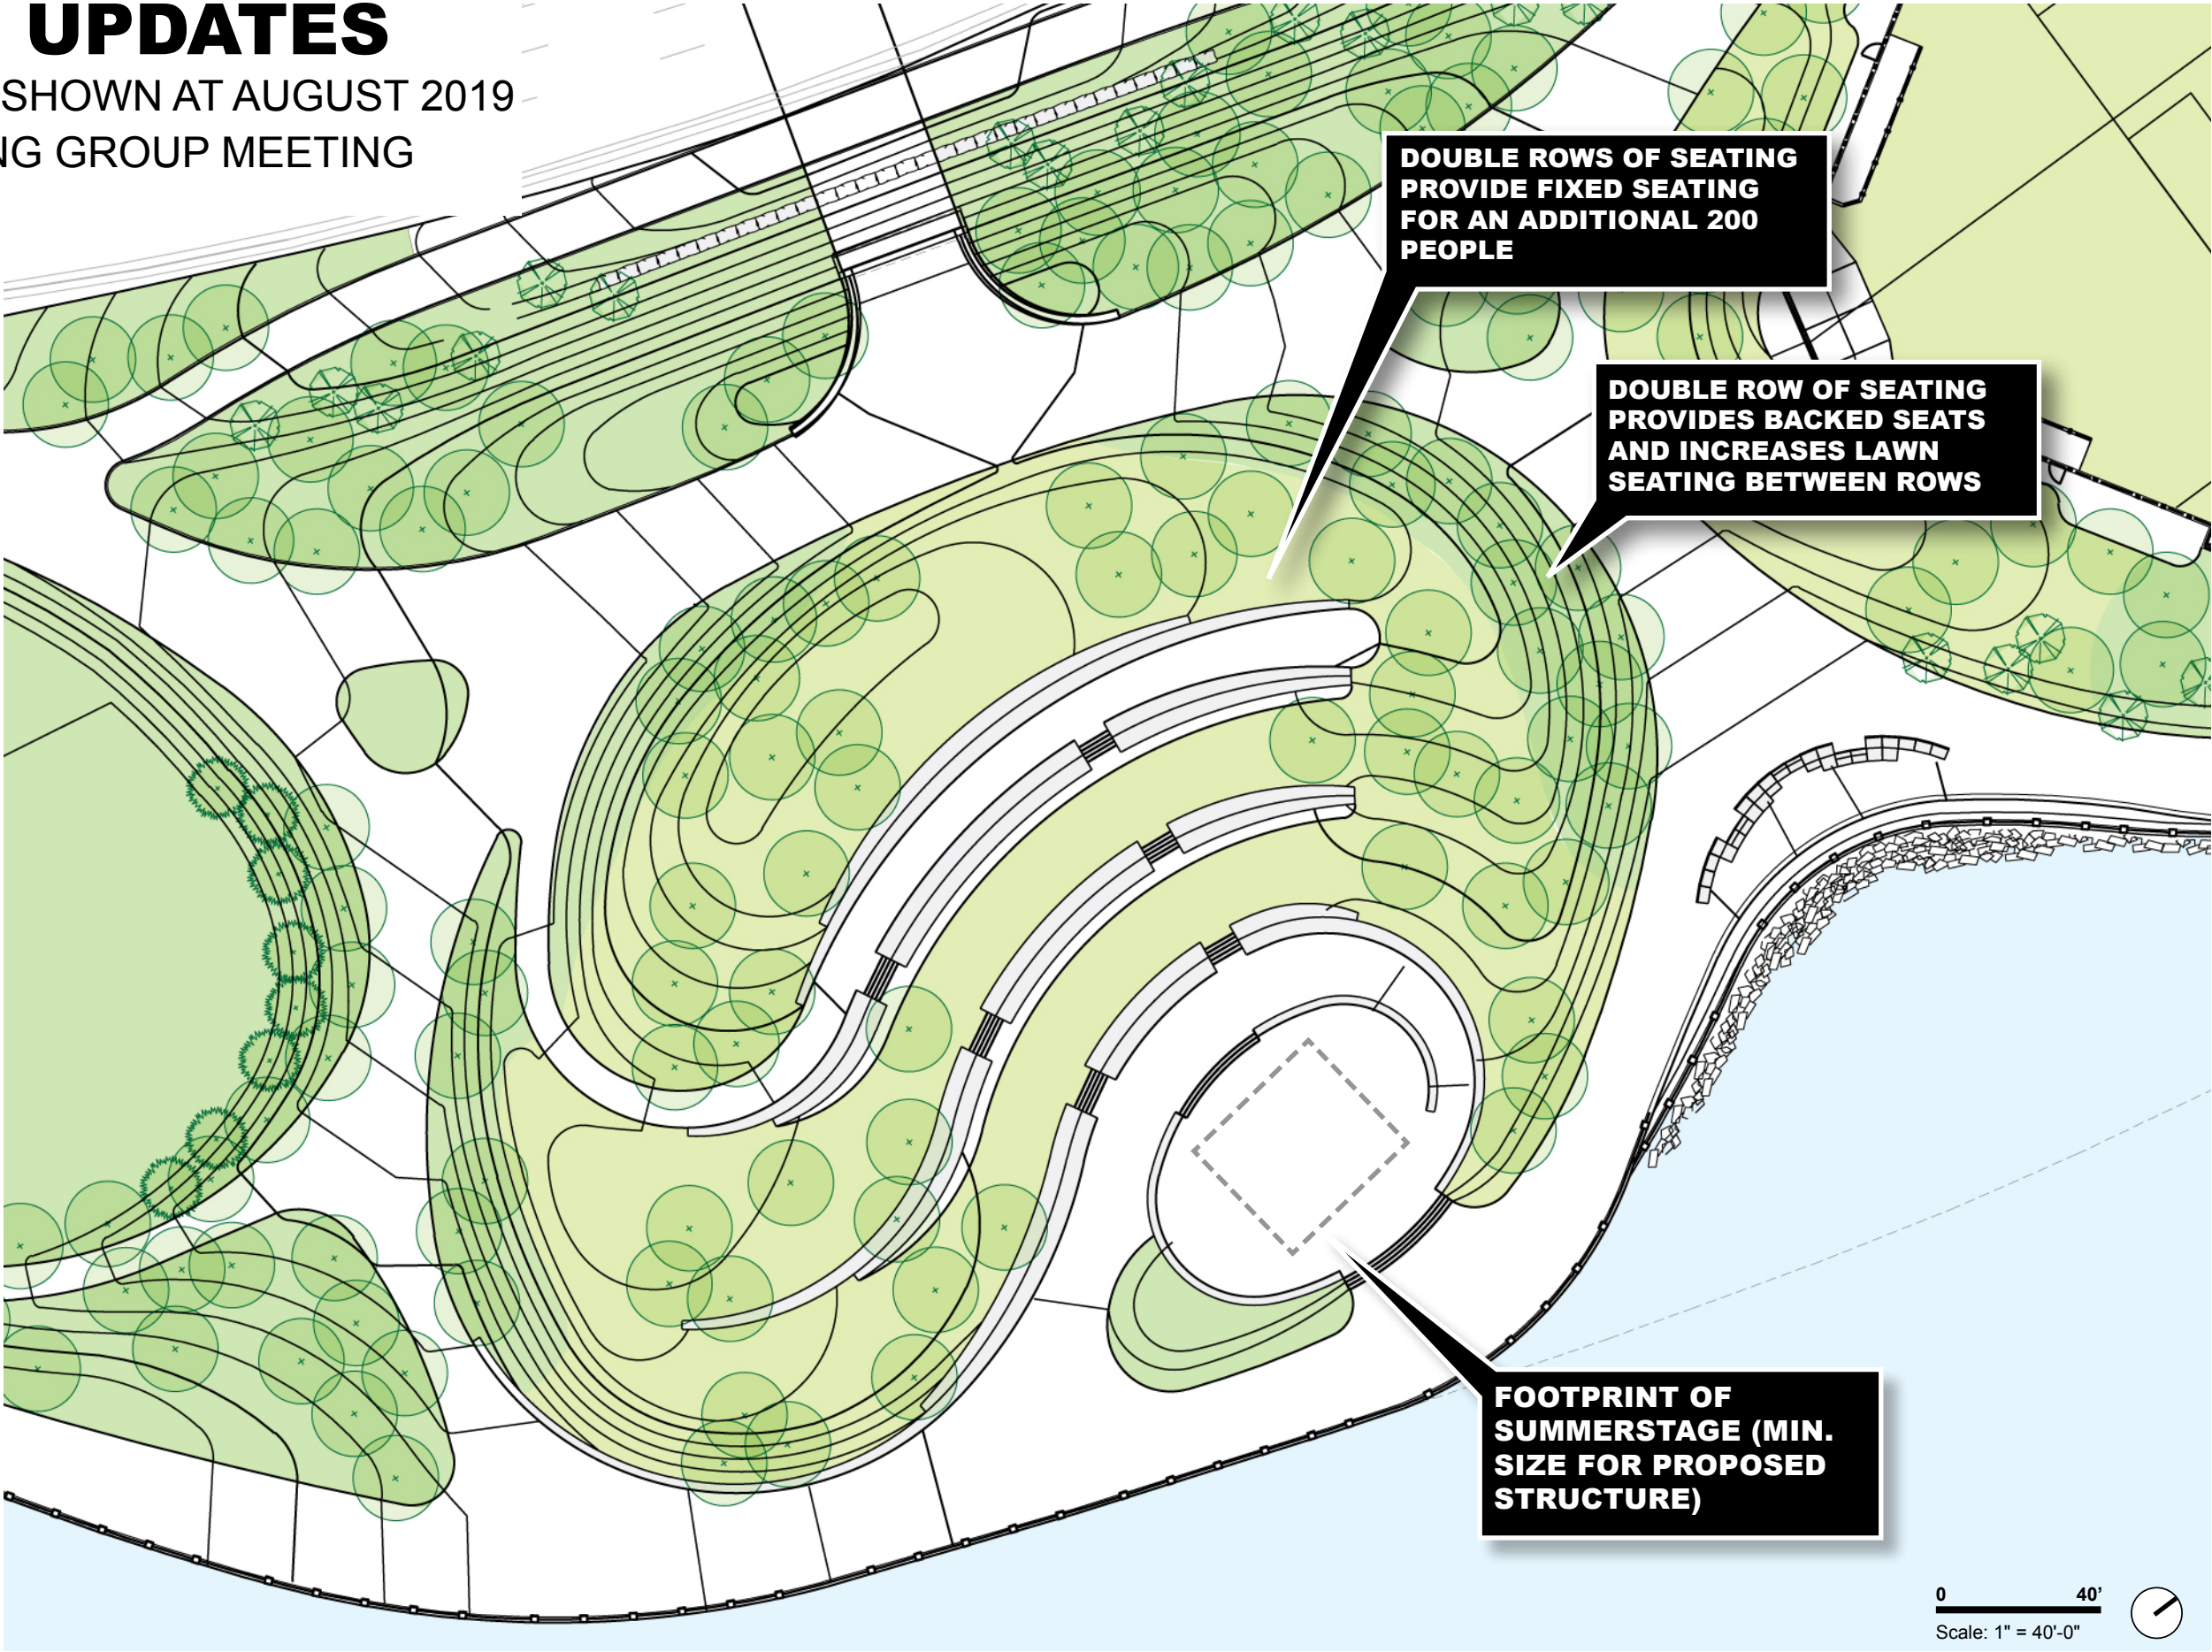 UPDATES
SHOWN AT AUGUST 2019
NG GROUP MEETING
DOUBLE ROWS OF SEATING
PROVIDE FIXED SEATING
FOR AN ADDITIONAL 200
PEOPLE
DOUBLE ROW OF SEATING
PROVIDES BACKED SEATS
AND INCREASES LAWN
SEATING BETWEEN ROWS
FOOTPRINT OF
SUMMERSTAGE (MIN.
SIZE FOR PROPOSED
STRUCTURE)
0 40'
Scale: 1" = 40'-0"